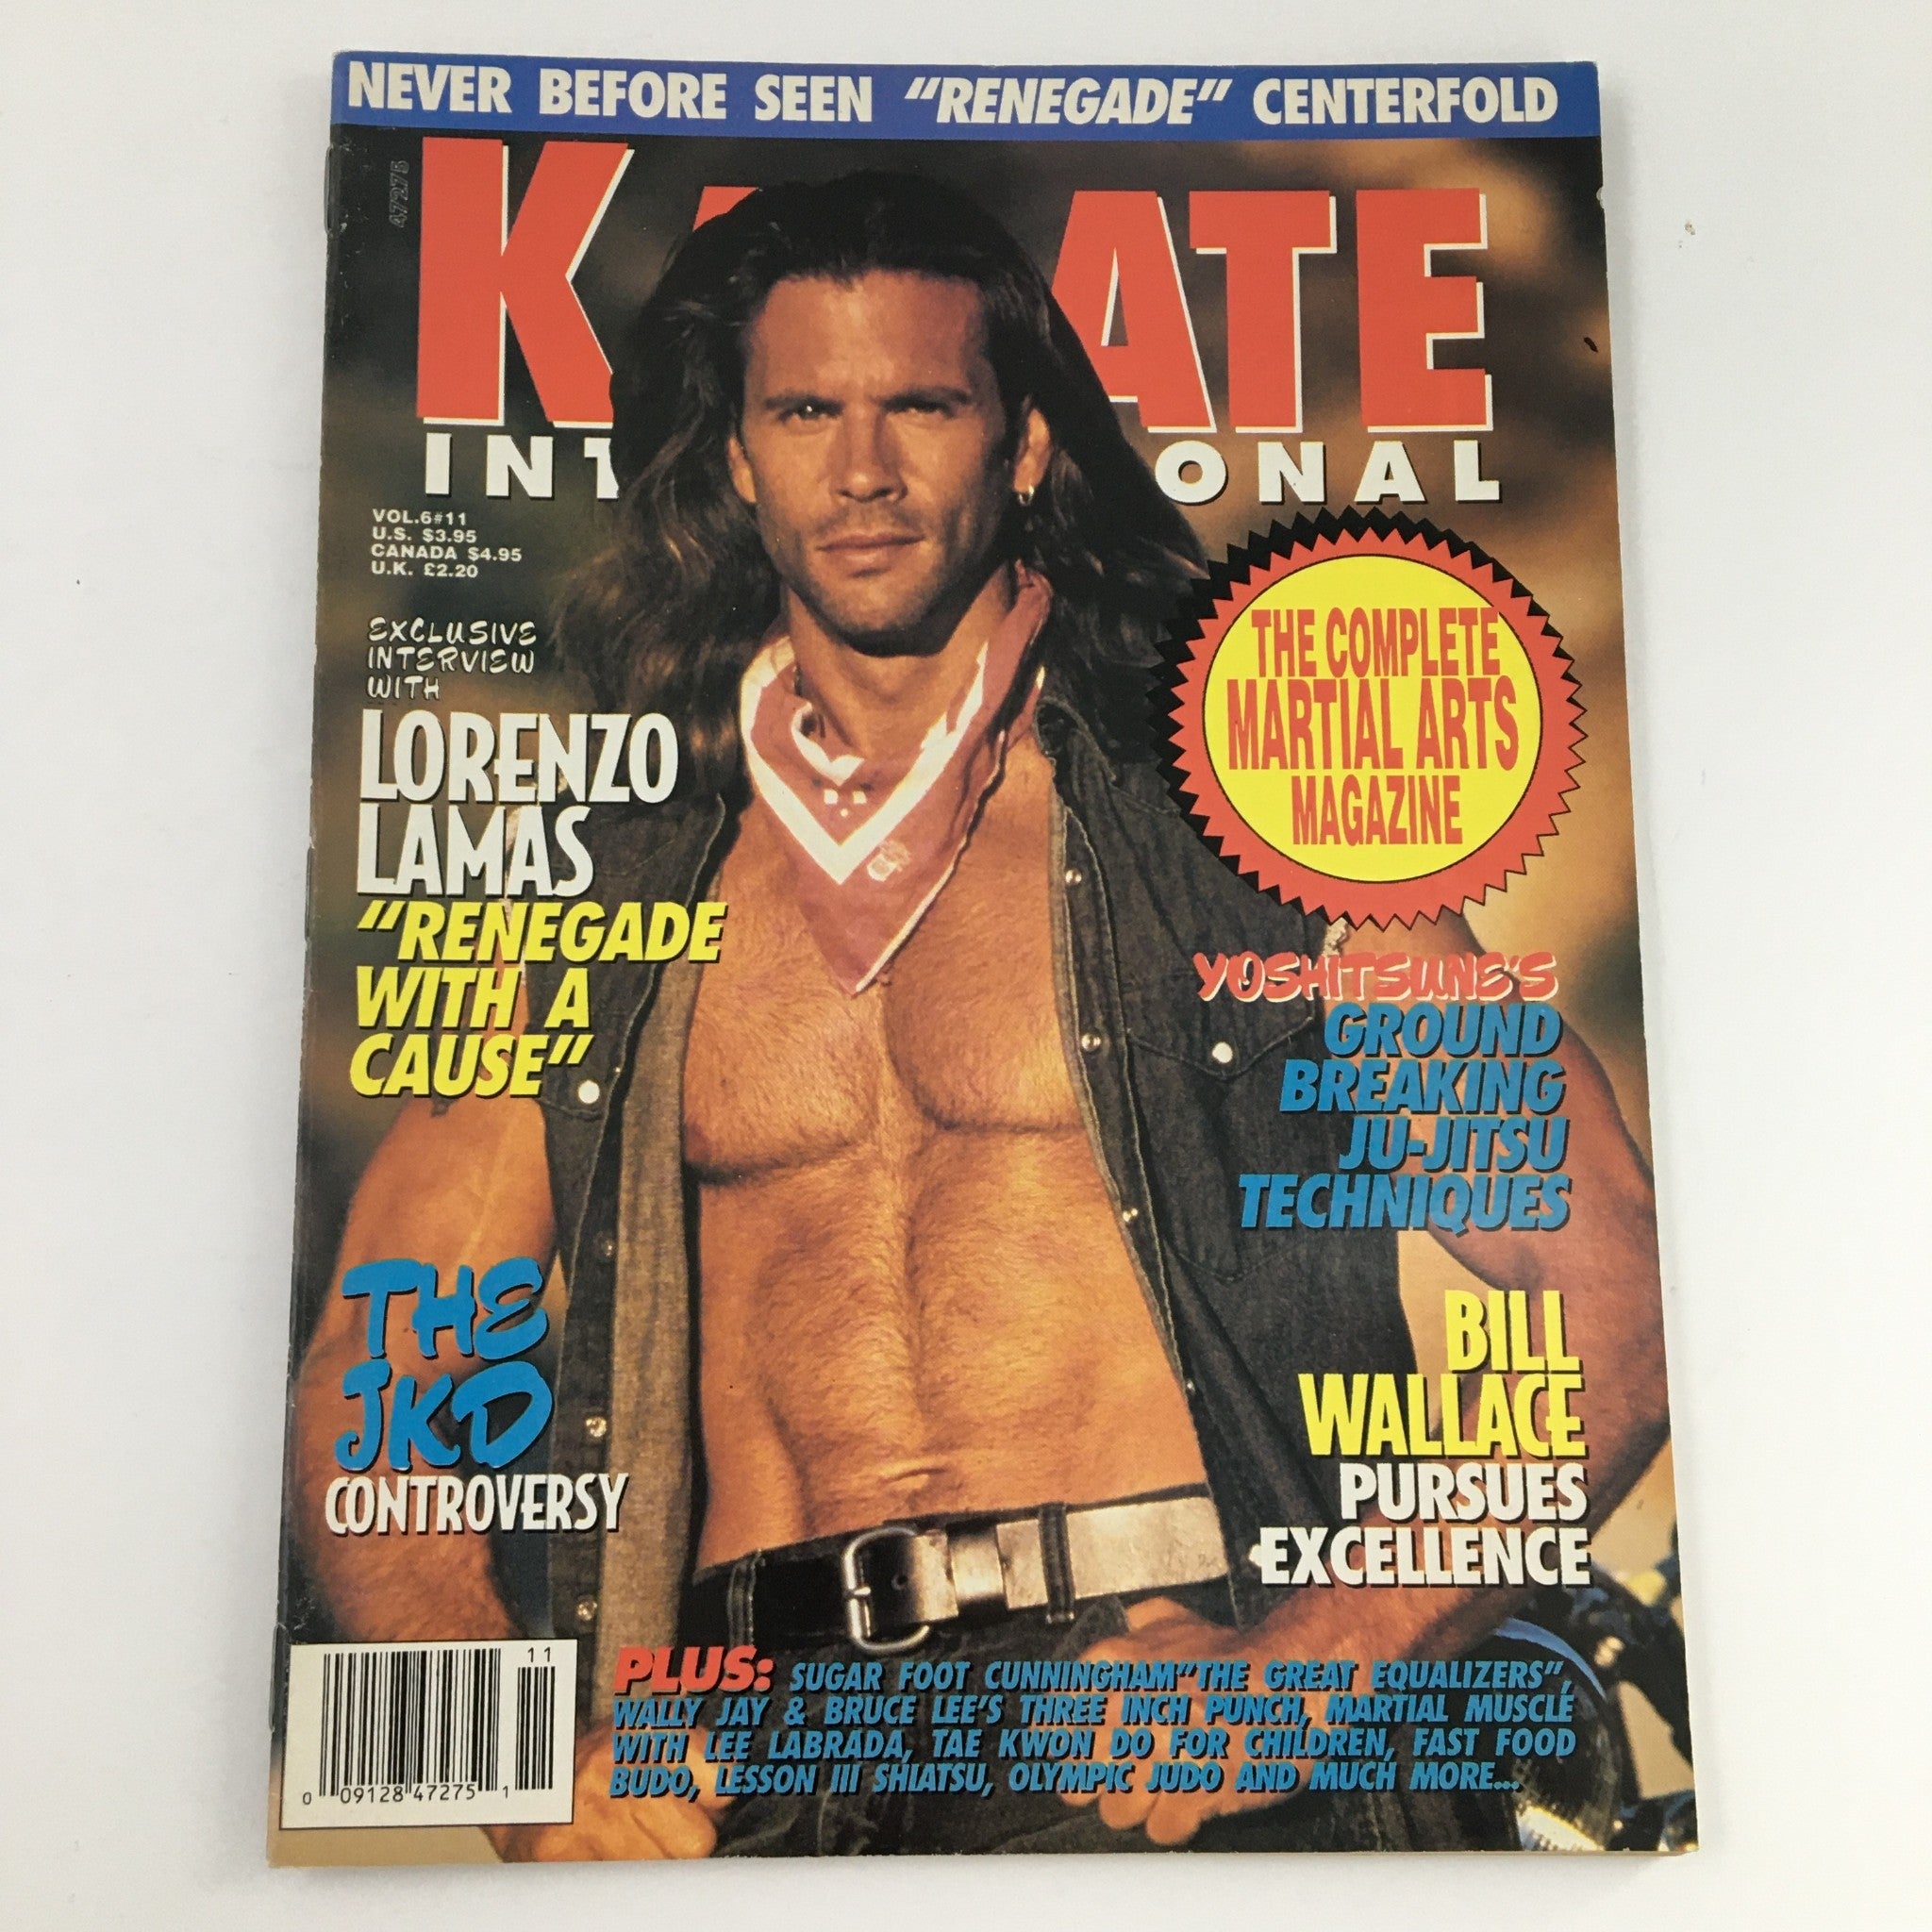 NEVER BEFORE SEEN "RENEGADE" CENTERFOLD
47275
K ATE
INT ONAL
VOL.6#11
U.S. $3.95
CANADA $4.95
U.K. £2.20
EXCLUSIVE
INTERVIEW
WITH
LORENZO
LAMAS
"RENEGADE
WITH A
CAUSE"
THE COMPLETE
MARTIAL ARTS
MAGAZINE
YOSHITSUNE'S
GROUND
BREAKING
JU-JITSU
TECHNIQUES
THE
JKD
CONTROVERSY
BILL
WALLACE
PURSUES
EXCELLENCE
PLUS: SUGAR FOOT CUNNINGHAM"THE GREAT EQUALIZERS",
WALLY JAY & BRUCE LEE'S THREE INCH PUNCH, MARTIAL MUSCLE
WITH LEE LABRADA, TAE KWON DO FOR CHILDREN, FAST FOOD
BUDO, LESSON III SHIATSU, OLYMPIC JUDO AND MUCH MORE...
11
0 09128 47275 1